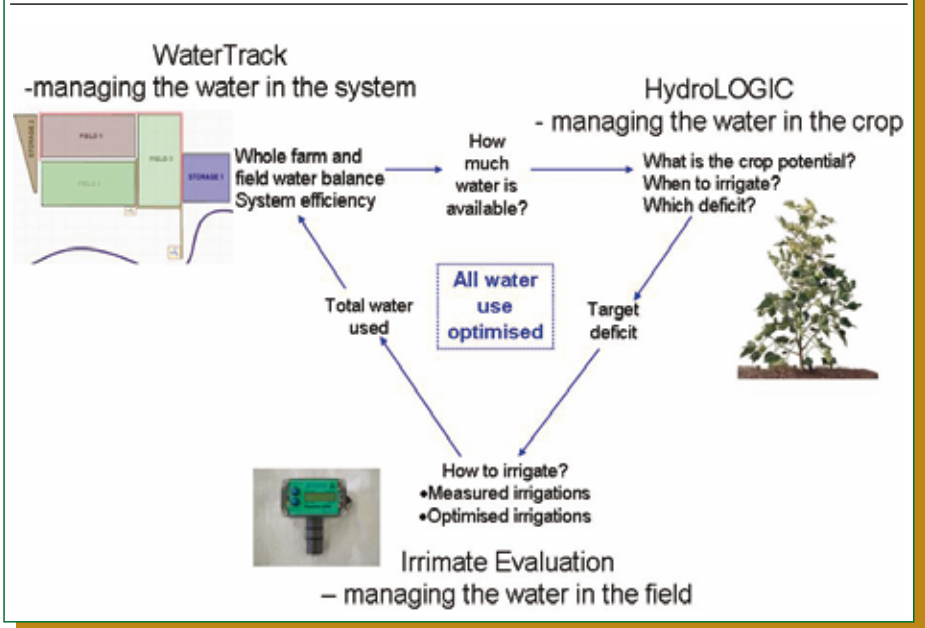 WaterTrack
-managing the water in the system
STORAGE 2
FIELD 1
FIELD 2
FIELD 3
STORAGE 1
Whole farm and
field water balance
System efficiency
How
much
water is
available?
HydroLOGIC
- managing the water in the crop
What is the crop potential?
When to irrigate?
Which deficit?
All water
use
optimised
Total water
used
Target
deficit
How to irrigate?
•Measured irrigations
•Optimised irrigations
Irrimate Evaluation
– managing the water in the field